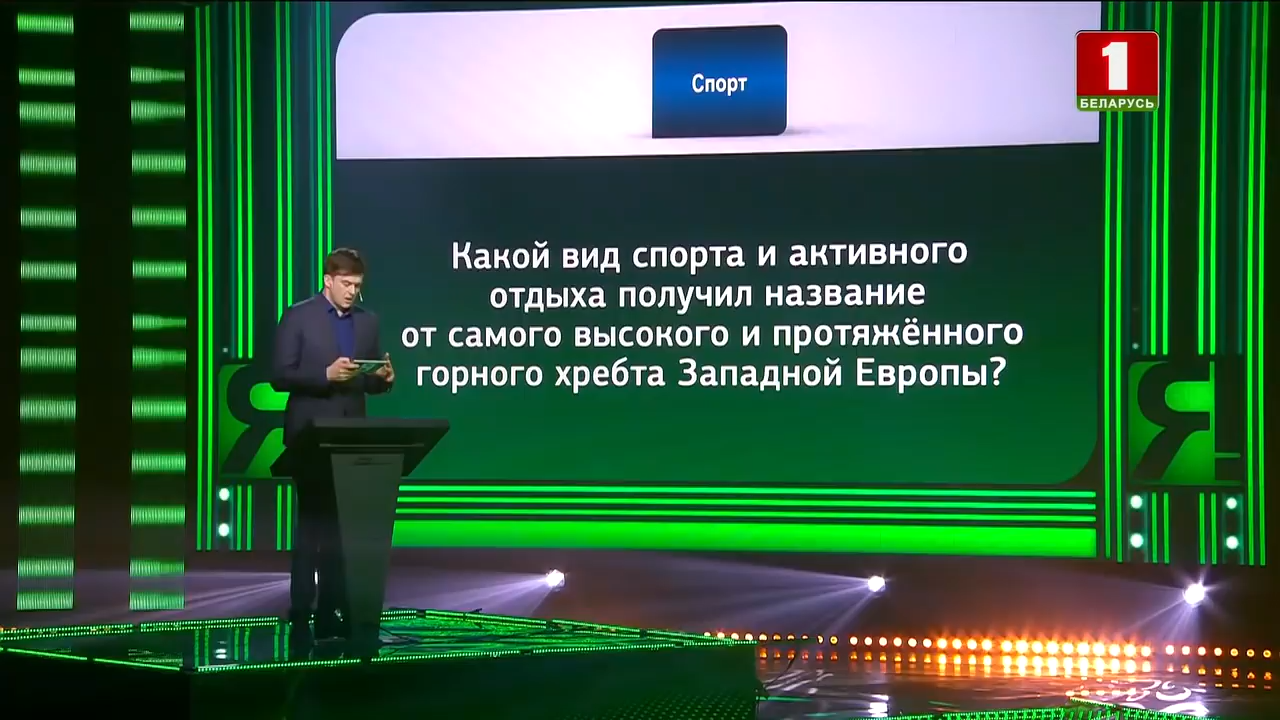 Спорт
1
БЕЛАРУСЬ
Какой вид спорта и активного
отдыха получил название
от самого высокого и протяжённого
горного хребта Западной Европы?
Я
Я